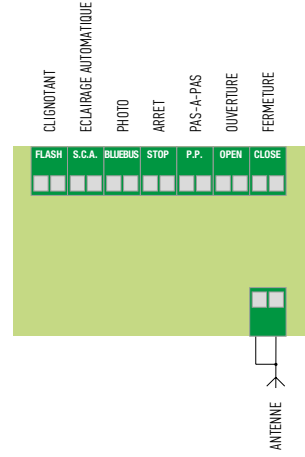 CLIGNOTANT
ECLAIRAGE AUTOMATIQUE
PHOTO
ARRET
PAS-A-PAS
OUVERTURE
FERMETURE
FLASH
S.C.A.
BLUEBUS
STOP
P.P.
OPEN
CLOSE
ANTENNE